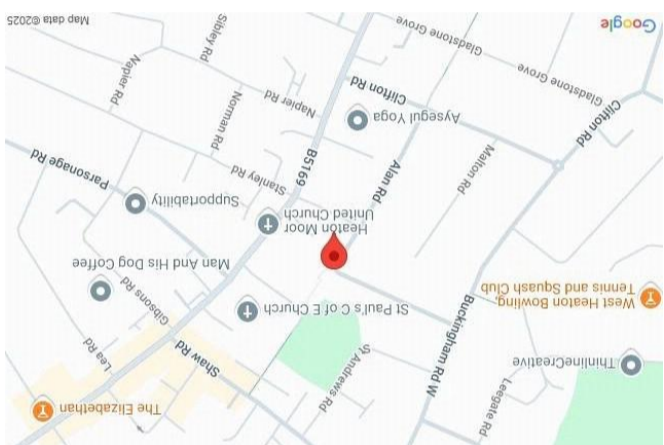 The Elizabethan
Lea Rd
Shaw Rd
Leegate Rd
ThinlineCreative
St Andrews Rd
Gibsons Rd
Man And His Dog Coffee
St Paul's C of E Church
Buckingham Rd W
West Heaton Bowling,
Tennis and Squash Club
Supportability
Heaton Moor
United Church
Parsonage Rd
Stanley Rd
Alan Rd
Malton Rd
B5169
Norman Rd
Napier Rd
Aysegul Yoga
Clifton Rd
Clifton Rd
Napier Rd
Sibley Rd
Gladstone Grove
Gladstone Grove
Google
Map data ©2025